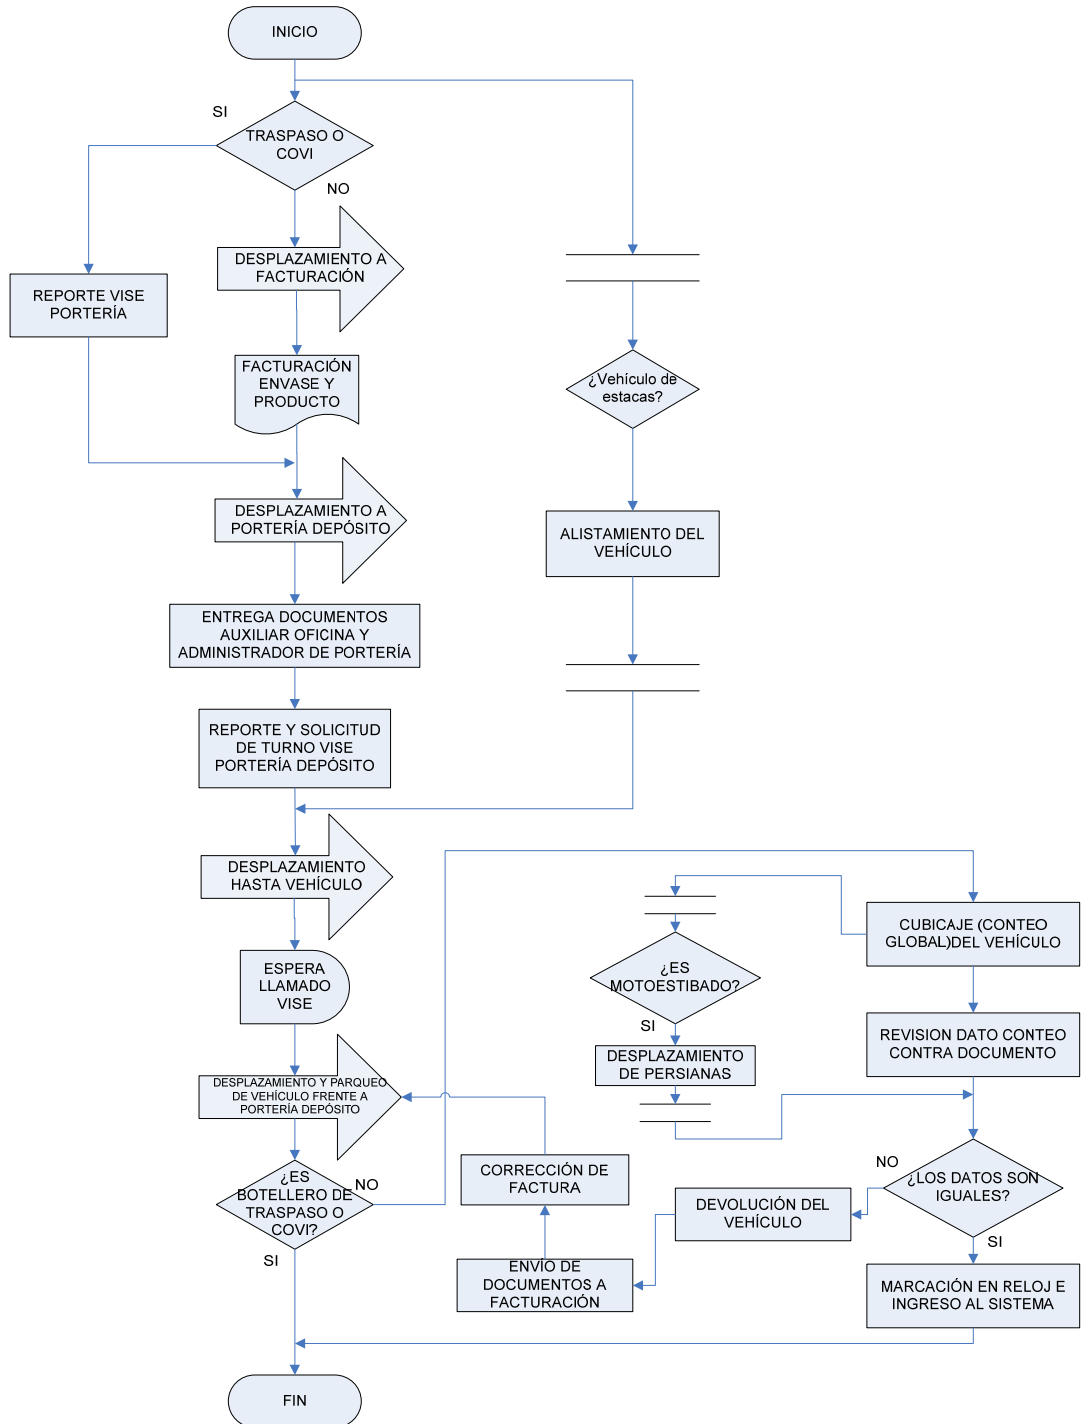 INICIO
SI
TRASPASO O
COVI
NO
DESPLAZAMIENTO A
FACTURACIÓN
REPORTE VISE
PORTERÍA
FACTURACIÓN
ENVASE Y
PRODUCTO
¿Vehículo de
estacas?
DESPLAZAMIENTO A
PORTERÍA DEPÓSITO
ALISTAMIENTO DEL
VEHÍCULO
ENTREGA DOCUMENTOS
AUXILIAR OFICINA Y
ADMINISTRADOR DE PORTERÍA
REPORTE Y SOLICITUD
DE TURNO VISE
PORTERÍA DEPÓSITO
DESPLAZAMIENTO
HASTA VEHÍCULO
CUBICAJE (CONTEO
GLOBAL)DEL VEHÍCULO
ESPERA
LLAMADO
VISE
¿ES
MOTOESTIBADO?
SI
REVISION DATO CONTEO
CONTRA DOCUMENTO
DESPLAZAMIENTO
DE PERSIANAS
DESPLAZAMIENTO Y PARQUEO
DE VEHÍCULO FRENTE A
PORTERÍA DEPÓSITO
¿ES
BOTELLERO DE
TRASPASO O
COVI?
NO
SI
CORRECCIÓN DE
FACTURA
NO
¿LOS DATOS SON
IGUALES?
SI
DEVOLUCIÓN DEL
VEHÍCULO
ENVÍO DE
DOCUMENTOS A
FACTURACIÓN
MARCACIÓN EN RELOJ E
INGRESO AL SISTEMA
FIN